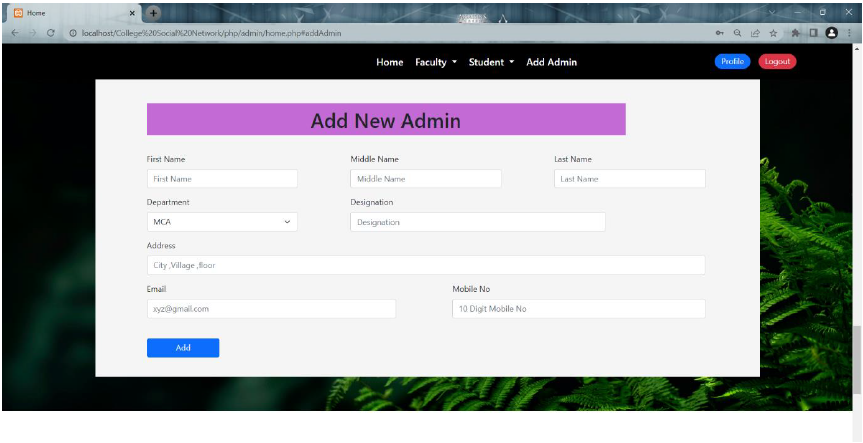 Home
localhost/College%20Social%20Network/php/admin/home.php#addAdmin
Home Faculty Student Add Admin Profile Logout
Add New Admin
First Name Middle Name Last Name
First Name Middle Name Last Name
Department Designation
MCA Designation
Address
City ,Village ,floor
Email Mobile No
xyz@gmail.com 10 Digit Mobile No
Add